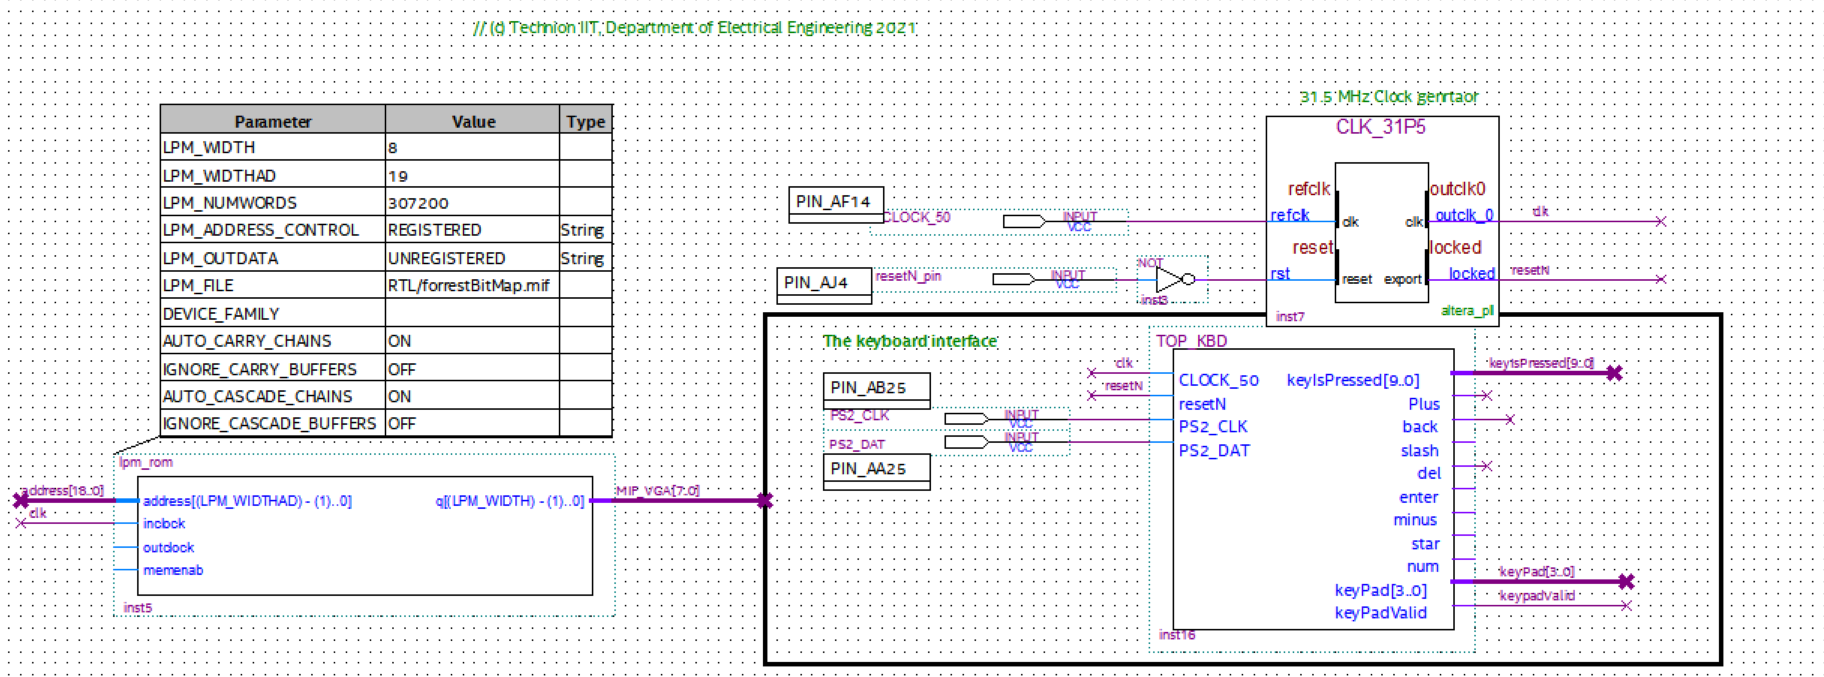 // (c) Technion IIT, Department of Electrical Engineering 2021
Parameter Value Type
LPM_WIDTH 8
LPM_WIDTHAD 19
LPM_NUMWORDS 307200
LPM_ADDRESS_CONTROL REGISTERED String
LPM_OUTDATA UNREGISTERED String
LPM_FILE RTL/forrestBitMap.mif
DEVICE_FAMILY
AUTO_CARRY_CHAINS ON
IGNORE_CARRY_BUFFERS OFF
AUTO_CASCADE_CHAINS ON
IGNORE_CASCADE_BUFFERS OFF
lpm_rom
address[18..0]
address[(LPM_WIDTHAD) - (1)..0] q[(LPM_WIDTH) - (1)..0]
MIF_VGA[7..0]
clk
inclock
outclock
memenab
inst5
31.5 MHz Clock genrtaor
CLK_31P5
PIN_AF14
CLOCK_50
INPUT
VCC
refclk outclk0
refclk outclk_0
clk clk
clk
reset locked
PIN_AJ4
resetN_pin
INPUT
VCC
NOT
inst3
rst locked
reset export
resetN
inst7
altera_pll
The keyboard interface
TOP_KBD
clk
resetN
PIN_AB25
PS2_CLK
INPUT
VCC
PS2_DAT
INPUT
VCC
PIN_AA25
CLOCK_50 keyIsPressed[9..0]
keyIsPressed[9..0]
resetN Plus
PS2_CLK back
PS2_DAT slash
del
enter
minus
star
num
keyPad[3..0]
keyPad[3..0]
keyPadValid
keypadValid
inst16